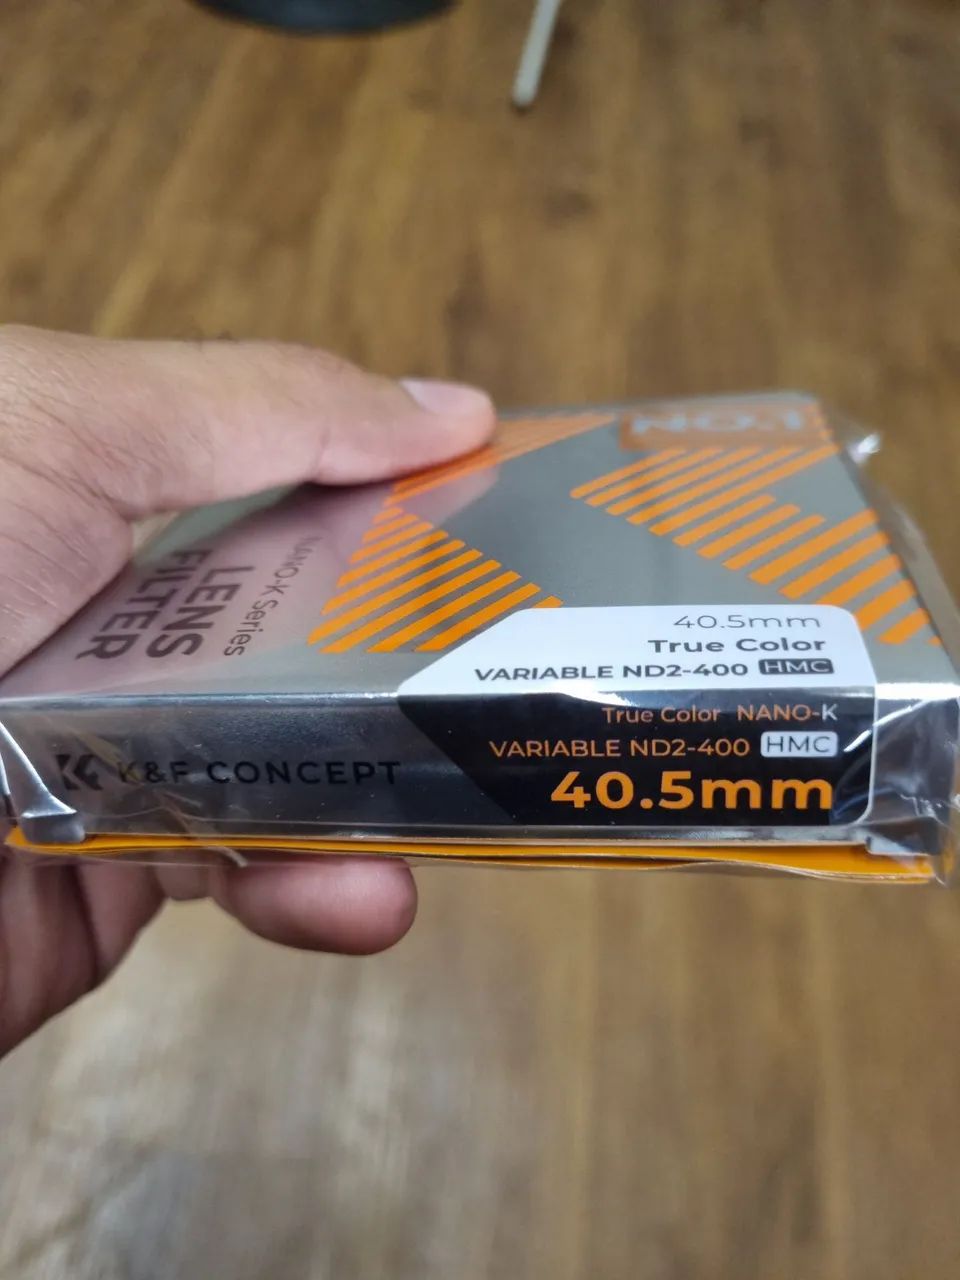 NANO-K Series
LENS
FILTER
40.5mm
True Color
VARIABLE ND2-400 HMC
True Color NANO-K
VARIABLE ND2-400 HMC
40.5mm
K&F CONCEPT